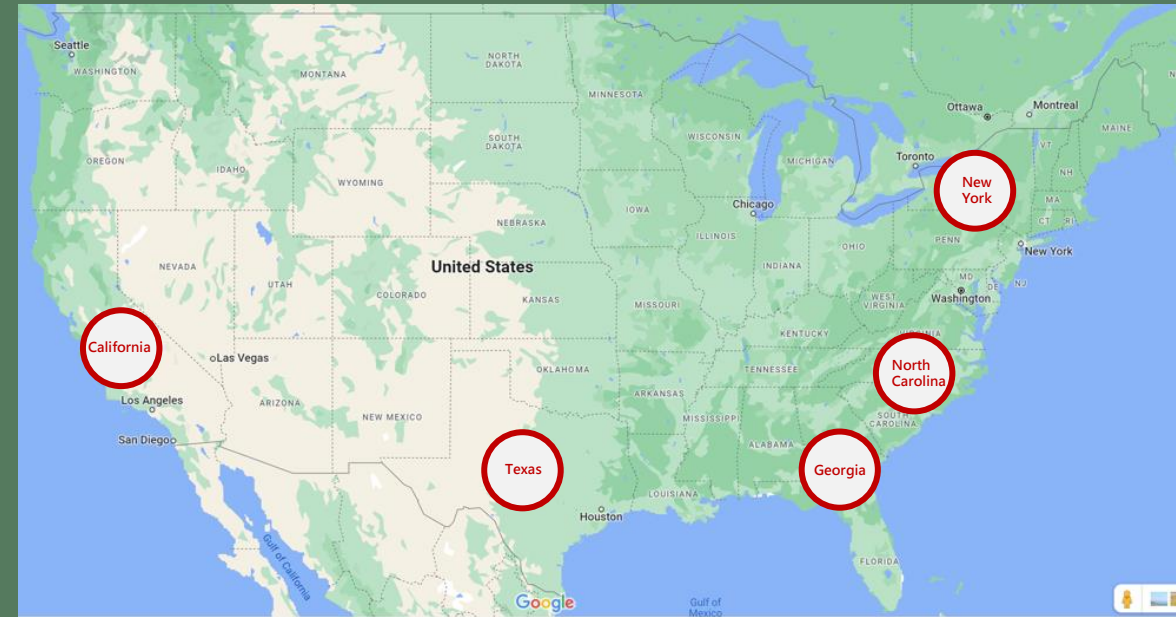 Seattle
WASHINGTON
MONTANA
NORTH
DAKOTA
MINNESOTA
Ottawa
Montreal
MAINE
OREGON
IDAHO
SOUTH
DAKOTA
WISCONSIN
MICHIGAN
Toronto
VT
NH
New
York
WYOMING
IOWA
Chicago
MA
CT
RI
NEBRASKA
ILLINOIS
INDIANA
OHIO
PENN
New York
NEVADA
UTAH
United States
COLORADO
KANSAS
MISSOURI
WEST
VIRGINIA
MD
DE
NJ
Washington
California
Las Vegas
KENTUCKY
VIRGINIA
OKLAHOMA
TENNESSEE
North
Carolina
Los Angeles
ARIZONA
NEW MEXICO
ARKANSAS
MISSISSIPPI
SOUTH
CAROLINA
San Diego
ALABAMA
Texas
Georgia
LOUISIANA
Houston
FLORIDA
Gulf of California
Google
Gulf of
Mexico